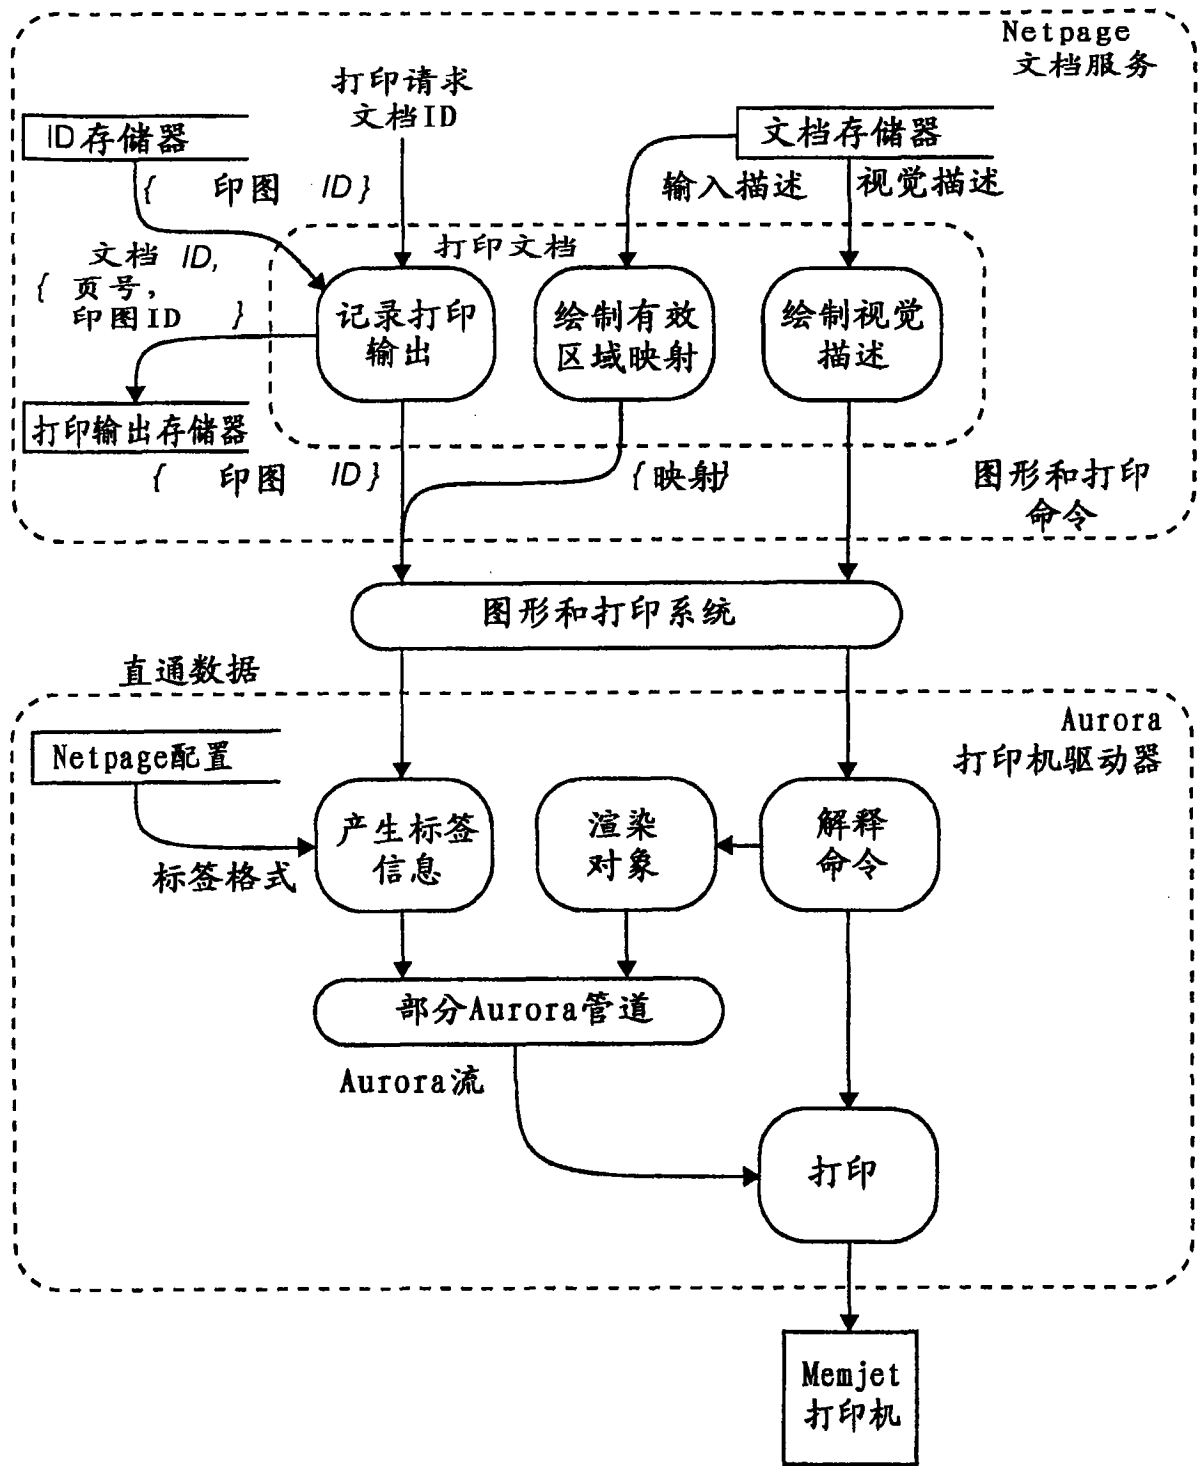 Netpage
文档服务
打印请求
文档ID
ID存储器
文档存储器
{ 印图 ID}
输入描述
视觉描述
打印文档
文档 ID,
{ 页号,
印图ID }
记录打印
输出
绘制有效
区域映射
绘制视觉
描述
打印输出存储器
{ 印图 ID}
{映射}
图形和打印
命令
图形和打印系统
直通数据
Aurora
打印机驱动器
Netpage配置
产生标签
信息
渲染
对象
解释
命令
标签格式
部分Aurora管道
Aurora流
打印
Memjet
打印机